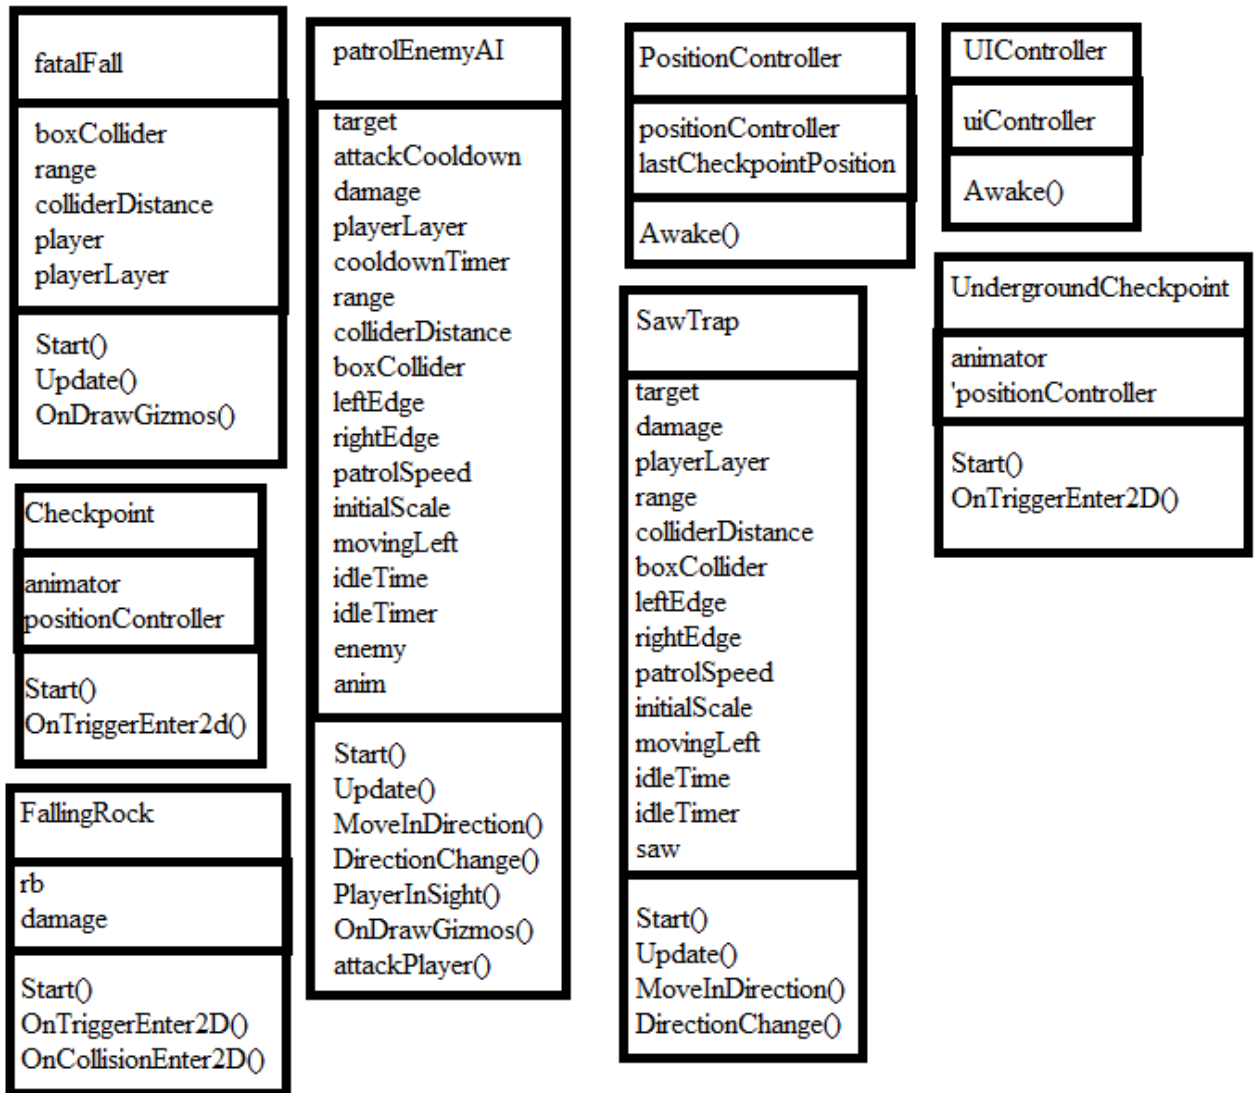 fatalFall
boxCollider
range
colliderDistance
player
playerLayer
Start()
Update()
OnDrawGizmos()
Checkpoint
animator
positionController
Start()
OnTriggerEnter2d()
FallingRock
rb
damage
Start()
OnTriggerEnter2D()
OnCollisionEnter2D()
patrolEnemyAI
target
attackCooldown
damage
playerLayer
cooldownTimer
range
colliderDistance
boxCollider
leftEdge
rightEdge
patrolSpeed
initialScale
movingLeft
idleTime
idleTimer
enemy
anim
Start()
Update()
MoveInDirection()
DirectionChange()
PlayerInSight()
OnDrawGizmos()
attackPlayer()
PositionController
positionController
lastCheckpointPosition
Awake()
SawTrap
target
damage
playerLayer
range
colliderDistance
boxCollider
leftEdge
rightEdge
patrolSpeed
initialScale
movingLeft
idleTime
idleTimer
saw
Start()
Update()
MoveInDirection()
DirectionChange()
UIController
uiController
Awake()
UndergroundCheckpoint
animator
'positionController
Start()
OnTriggerEnter2D()